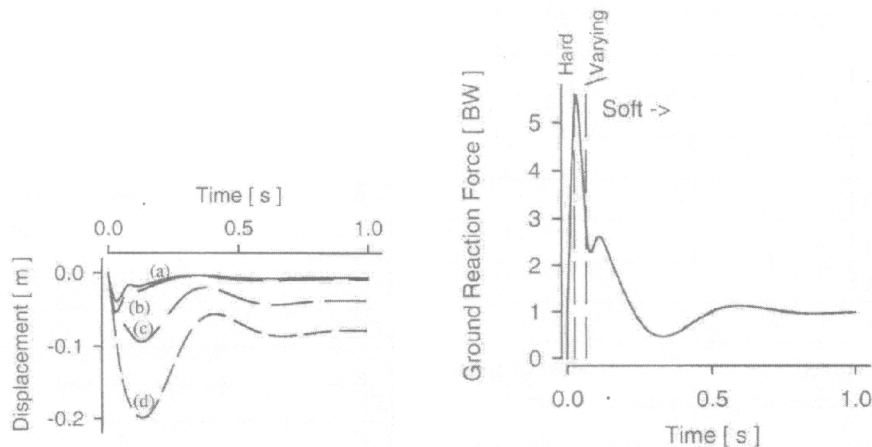 Time [ s ]
0.0 0.5 1.0
Displacement [ m ]
0.0
-0.1
-0.2
(a)
(b)
(c)
(d)
Hard
Varying
Soft ->
Ground Reaction Force [ BW ]
5
4
3
2
1
0
0.0 0.5 1.0
Time [ s ]